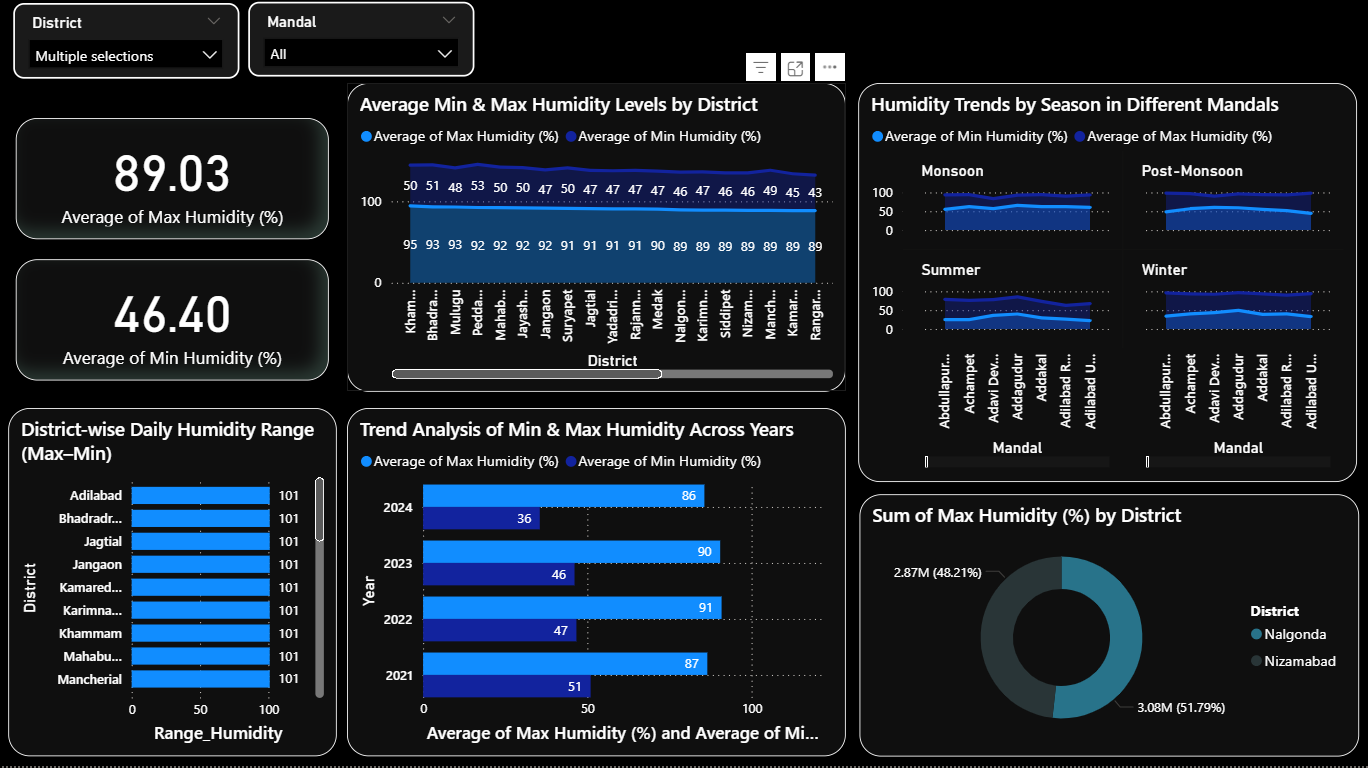 District
Multiple selections
Mandal
All
89.03
Average of Max Humidity (%)
46.40
Average of Min Humidity (%)
Average Min & Max Humidity Levels by District
Average of Max Humidity (%) Average of Min Humidity (%)
50 51 48 53 50 50 47 50 47 47 47 47 46 47 46 46 49 45 43
100
95 93 93 92 92 92 92 91 91 91 91 90 89 89 89 89 89 89 89
0
Kham... Bhadra... Mulugu Pedda... Mahab... Jayash... Jangaon Suryapet Jagtial Yadadri... Rajann... Medak Nalgon... Karimn... Siddipet Nizam... Manch... Kamar... Rangar...
District
Humidity Trends by Season in Different Mandals
Average of Min Humidity (%) Average of Max Humidity (%)
Monsoon Post-Monsoon
100
50
0
Summer Winter
100
50
0
Abdullapur... Achampet Adavi Dev... Addagudur Addakal Adilabad R... Adilabad U...
Abdullapur... Achampet Adavi Dev... Addagudur Addakal Adilabad R... Adilabad U...
Mandal Mandal
District-wise Daily Humidity Range
(Max–Min)
District
Adilabad 101
Bhadradr... 101
Jagtial 101
Jangaon 101
Kamared... 101
Karimna... 101
Khammam 101
Mahabu... 101
Mancherial 101
0 50 100
Range_Humidity
Trend Analysis of Min & Max Humidity Across Years
Average of Max Humidity (%) Average of Min Humidity (%)
Year
2024 86
36
2023 90
46
2022 91
47
2021 87
51
0 50 100
Average of Max Humidity (%) and Average of Mi...
Sum of Max Humidity (%) by District
2.87M (48.21%)
3.08M (51.79%)
District
Nalgonda
Nizamabad